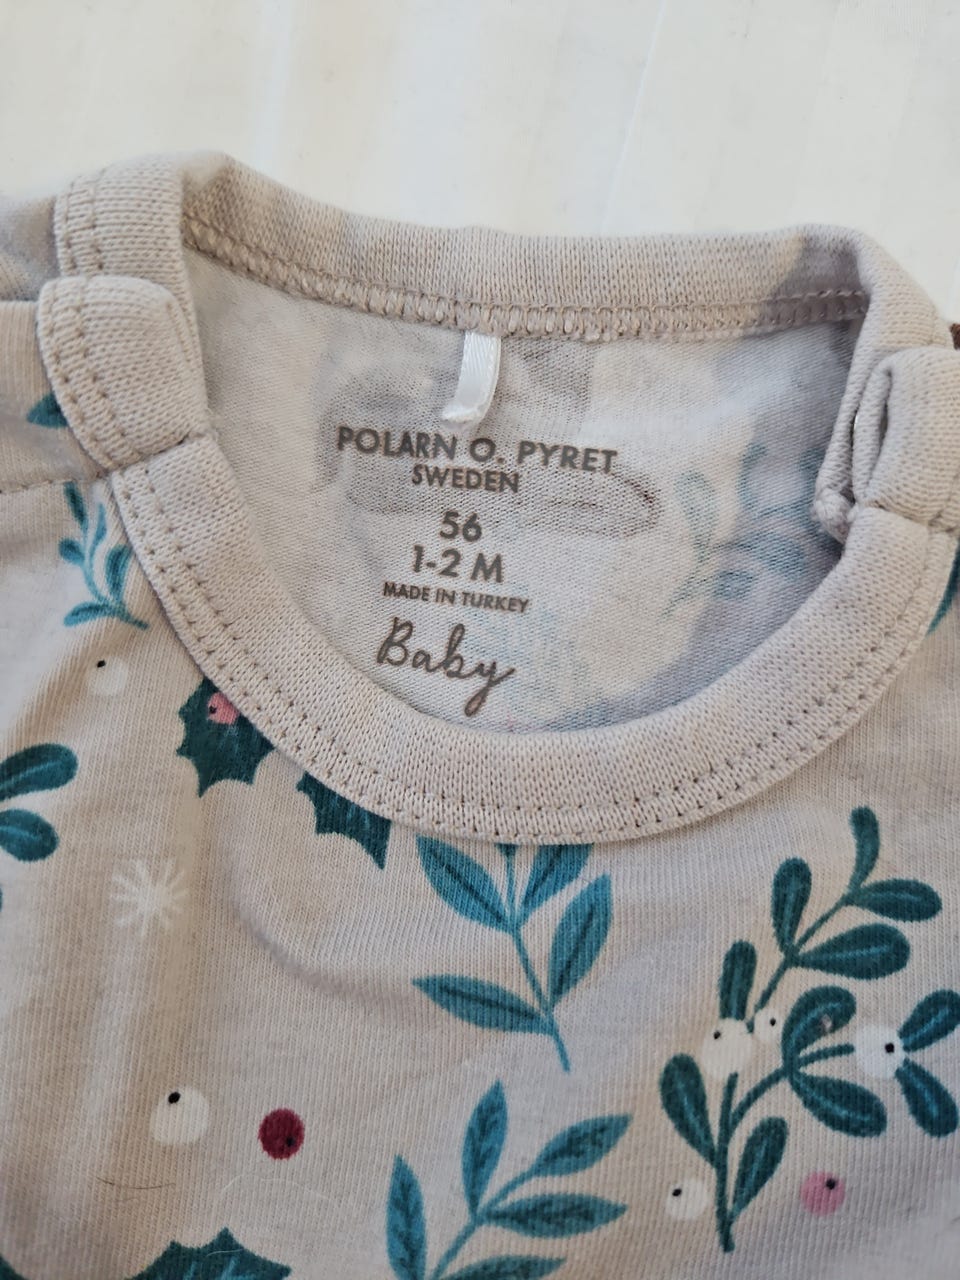 POLARN O. PYRET
SWEDEN
56
1-2 M
MADE IN TURKEY
Baby